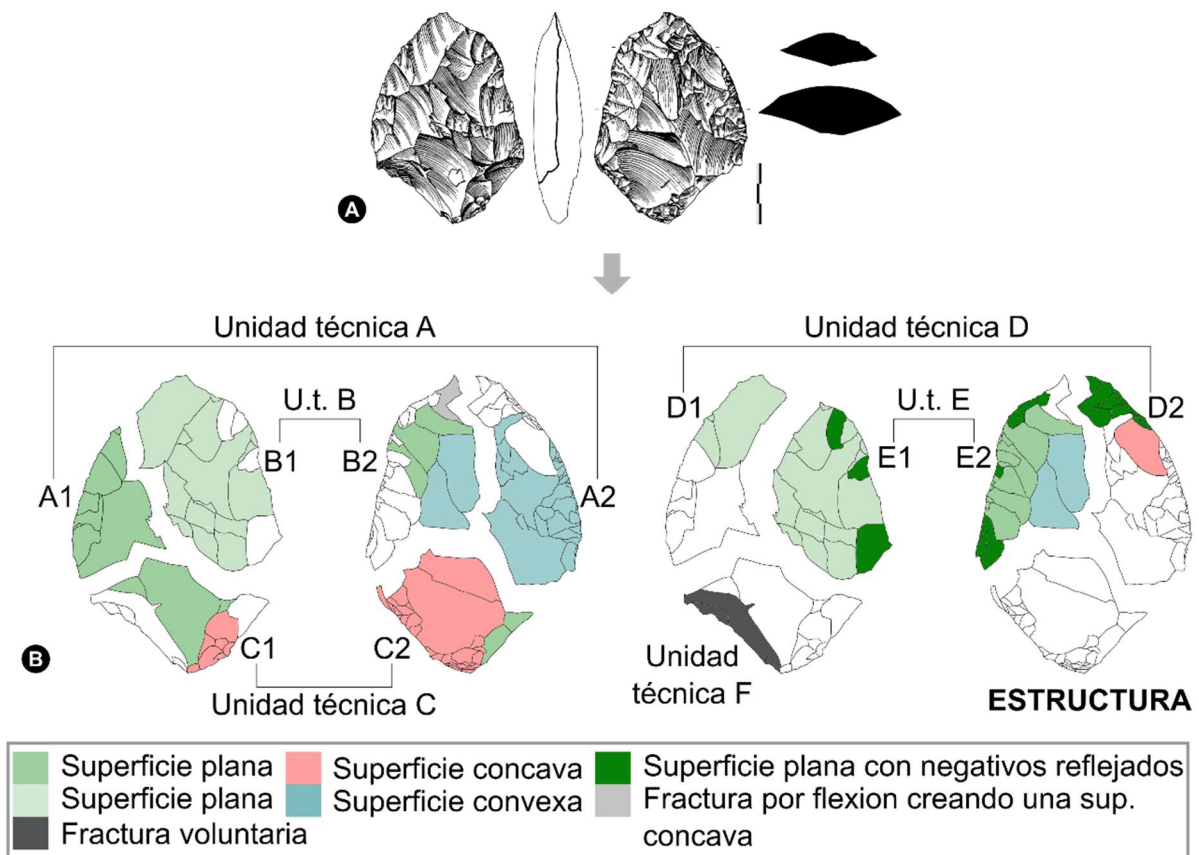 A
Unidad técnica A
Unidad técnica D
U.t. B
U.t. E
D1
D2
B1
B2
E1
E2
A1
A2
B
C1
C2
Unidad técnica C
Unidad
técnica F
ESTRUCTURA
Superficie plana
Superficie concava
Superficie plana con negativos reflejados
Superficie plana
Superficie convexa
Fractura por flexion creando una sup.
concava
Fractura voluntaria